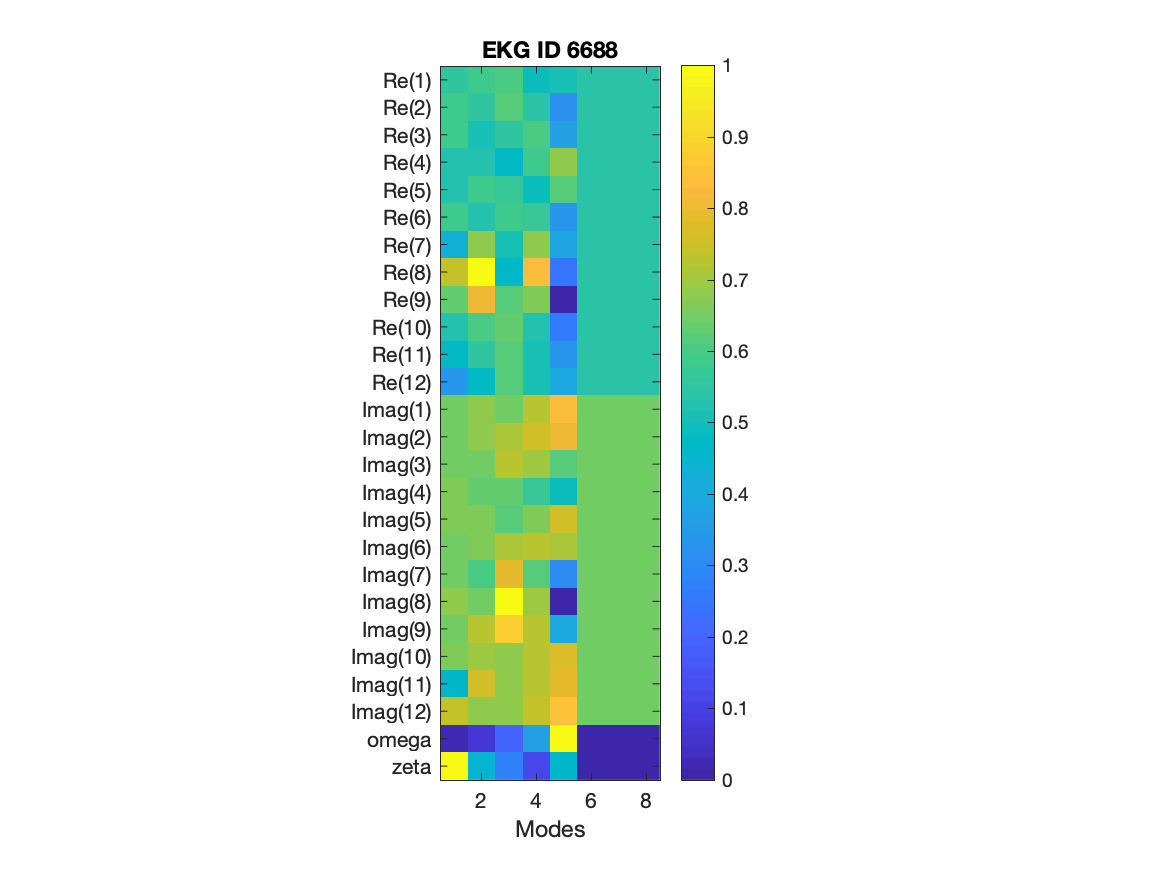 EKG ID 6688
Re(1)
Re(2)
Re(3)
Re(4)
Re(5)
Re(6)
Re(7)
Re(8)
Re(9)
Re(10)
Re(11)
Re(12)
Imag(1)
Imag(2)
Imag(3)
Imag(4)
Imag(5)
Imag(6)
Imag(7)
Imag(8)
Imag(9)
Imag(10)
Imag(11)
Imag(12)
omega
zeta
2 4 6 8
Modes
1
0.9
0.8
0.7
0.6
0.5
0.4
0.3
0.2
0.1
0